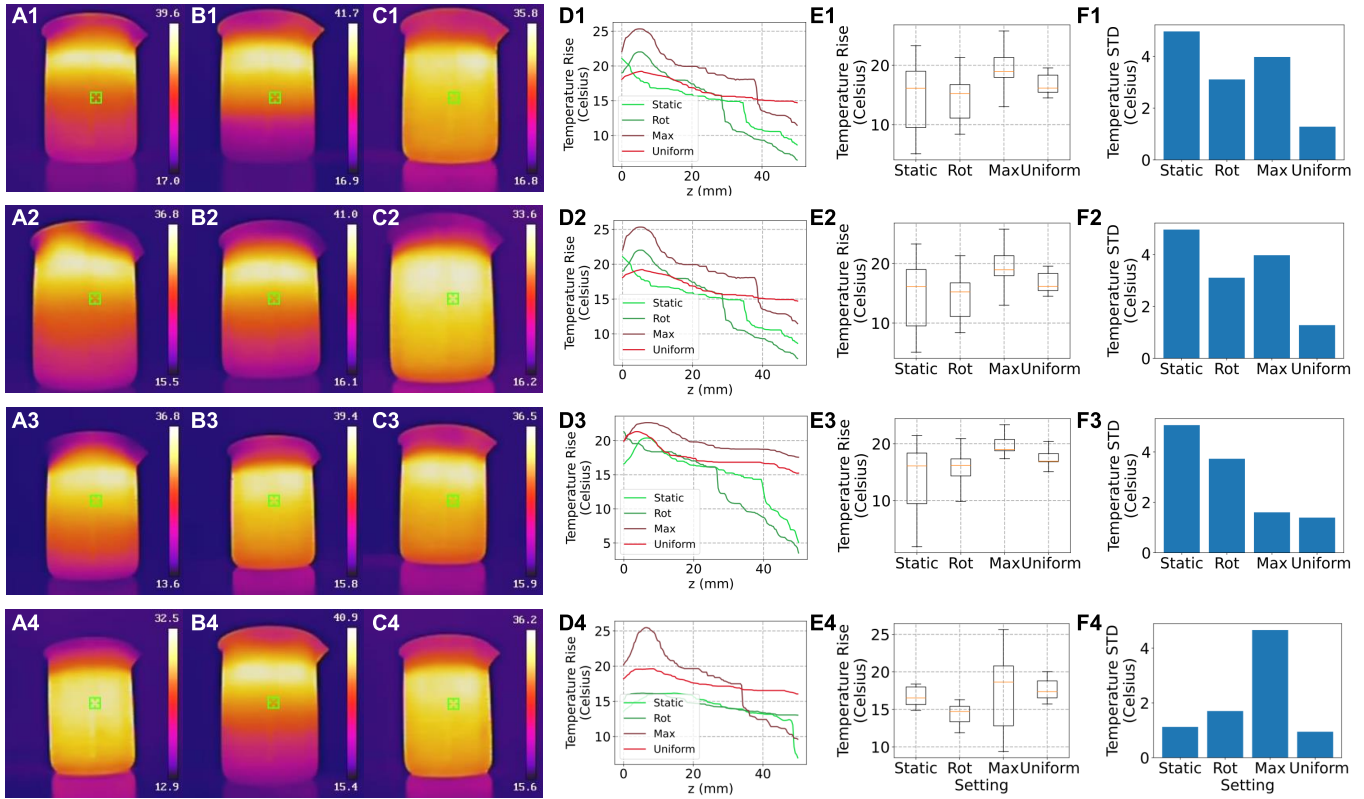 A1 39.6 B1 41.7 C1 35.8
17.0 16.9 16.8
D1
Temperature Rise
(Celsius)
25
20
15
10
Static
Rot
Max
Uniform
0 20 40
z (mm)
E1
Temperature Rise
(Celsius)
20
10
Static Rot Max Uniform
F1
Temperature STD
(Celsius)
4
2
0
Static Rot Max Uniform
A2 36.8 B2 41.0 C2 33.6
15.5 16.1 16.2
D2
Temperature Rise
(Celsius)
25
20
15
10
Static
Rot
Max
Uniform
0 20 40
z (mm)
E2
Temperature Rise
(Celsius)
20
10
Static Rot Max Uniform
F2
Temperature STD
(Celsius)
4
2
0
Static Rot Max Uniform
A3 36.8 B3 39.4 C3 36.5
13.6 15.8 15.9
D3
Temperature Rise
(Celsius)
20
15
10
5
Static
Rot
Max
Uniform
0 20 40
z (mm)
E3
Temperature Rise
(Celsius)
20
10
Static Rot Max Uniform
F3
Temperature STD
(Celsius)
4
2
0
Static Rot Max Uniform
A4 32.5 B4 40.9 C4 36.2
12.9 15.4 15.6
D4
Temperature Rise
(Celsius)
25
20
15
10
Static
Rot
Max
Uniform
0 20 40
z (mm)
E4
Temperature Rise
(Celsius)
25
20
15
10
Static Rot Max Uniform
Setting
F4
Temperature STD
(Celsius)
4
2
0
Static Rot Max Uniform
Setting